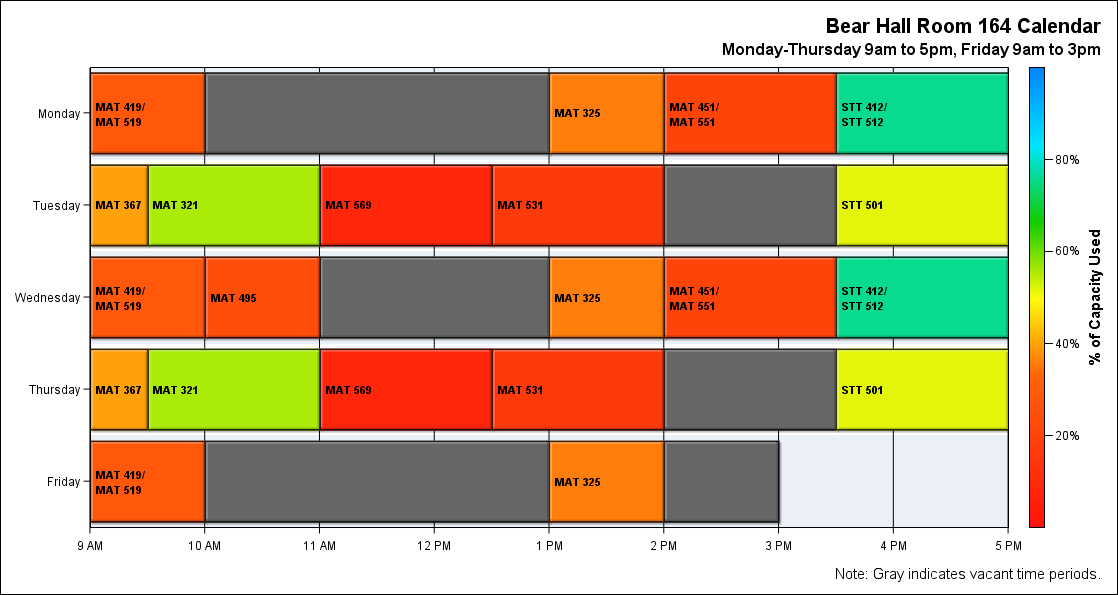 Bear Hall Room 164 Calendar
Monday-Thursday 9am to 5pm, Friday 9am to 3pm
Monday
MAT 419/
MAT 519
MAT 325
MAT 451/
MAT 551
STT 412/
STT 512
Tuesday
MAT 367
MAT 321
MAT 569
MAT 531
STT 501
Wednesday
MAT 419/
MAT 519
MAT 495
MAT 325
MAT 451/
MAT 551
STT 412/
STT 512
Thursday
MAT 367
MAT 321
MAT 569
MAT 531
STT 501
Friday
MAT 419/
MAT 519
MAT 325
9 AM
10 AM
11 AM
12 PM
1 PM
2 PM
3 PM
4 PM
5 PM
80%
60%
40%
20%
% of Capacity Used
Note: Gray indicates vacant time periods.